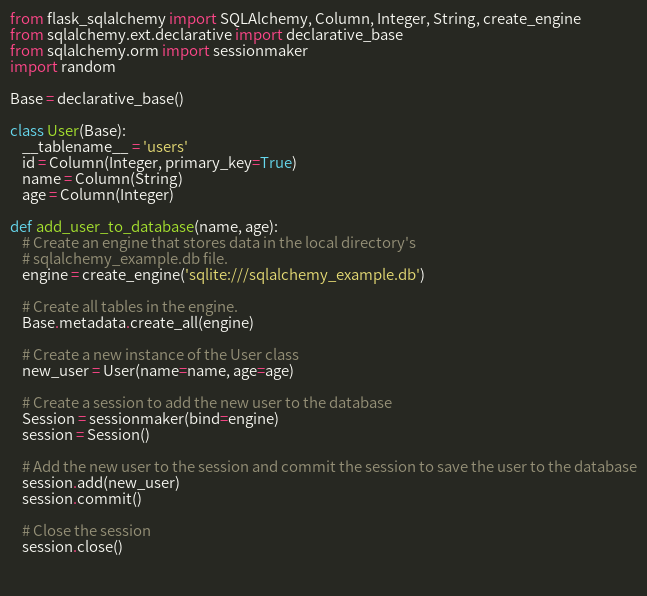 from flask_sqlalchemy import SQLAlchemy, Column, Integer, String, create_engine
from sqlalchemy.ext.declarative import declarative_base
from sqlalchemy.orm import sessionmaker
import random

Base = declarative_base()

class User(Base):
    __tablename__ = 'users'
    id = Column(Integer, primary_key=True)
    name = Column(String)
    age = Column(Integer)

def add_user_to_database(name, age):
    # Create an engine that stores data in the local directory's
    # sqlalchemy_example.db file.
    engine = create_engine('sqlite:///sqlalchemy_example.db')

    # Create all tables in the engine.
    Base.metadata.create_all(engine)

    # Create a new instance of the User class
    new_user = User(name=name, age=age)

    # Create a session to add the new user to the database
    Session = sessionmaker(bind=engine)
    session = Session()

    # Add the new user to the session and commit the session to save the user to the database
    session.add(new_user)
    session.commit()

    # Close the session
    session.close()